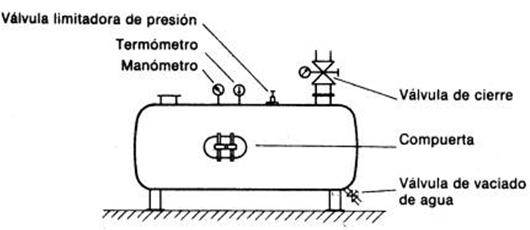 Válvula limitadora de presión
Termómetro
Manómetro
Válvula de cierre
Compuerta
Válvula de vaciado
de agua